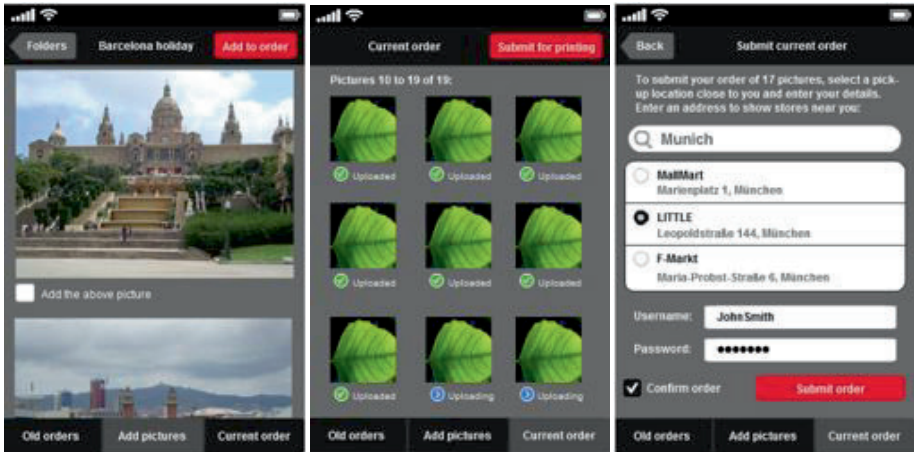 Folders
Barcelona holiday
Add to order
Add the above picture
Old orders
Add pictures
Current order
Current order
Submit for printing
Pictures 10 to 19 of 19:
Uploaded
Uploaded
Uploaded
Uploaded
Uploaded
Uploaded
Uploaded
Uploading
Uploading
Old orders
Add pictures
Current order
Back
Submit current order
To submit your order of 17 pictures, select a pick-
up location close to you and enter your details.
Enter an address to show stores near you:
Munich
MallMart
Marienplatz 1, München
LITTLE
Leopoldstraße 144, München
F-Markt
Maria-Probst-Straße 6, München
Username:
JohnSmith
Password:
Confirm order
Submit order
Old orders
Add pictures
Current order